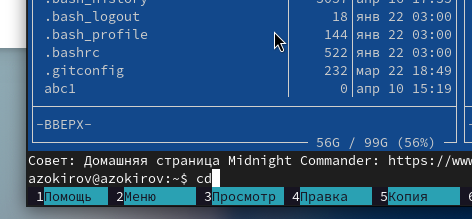 .bash_logout 18 янв 22 03:00
.bash_profile 144 янв 22 03:00
.bashrc 522 янв 22 03:00
.gitconfig 232 мар 22 18:49
abc1 0 апр 10 15:19
-ВВЕРХ-
56G / 99G (56%)
Совет: Домашняя страница Midnight Commander: https://www
azokirov@azokirov:~$ cd
1Помощь 2Меню 3Просмотр 4Правка 5Копия 6